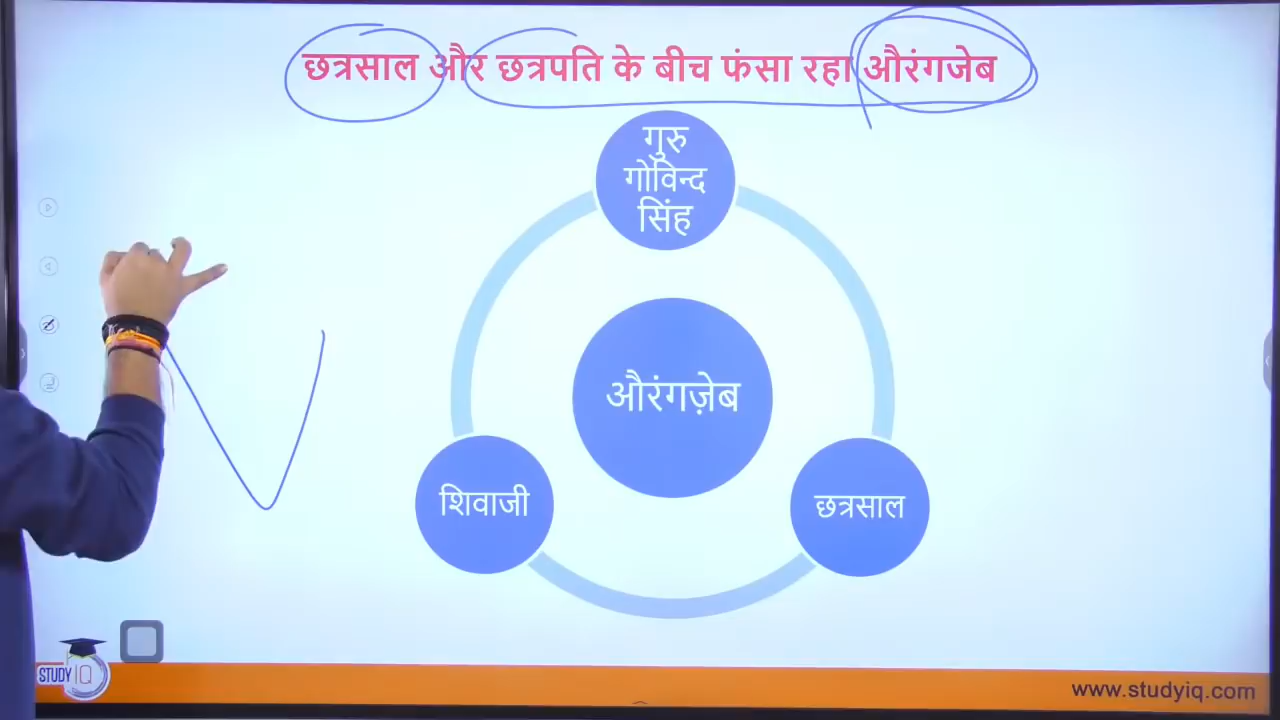 छत्रसाल और छत्रपति के बीच फंसा रहा औरंगजेब
गुरु
गोविन्द
सिंह
औरंगज़ेब
शिवाजी
छत्रसाल
STUDY IQ
www.studyiq.com